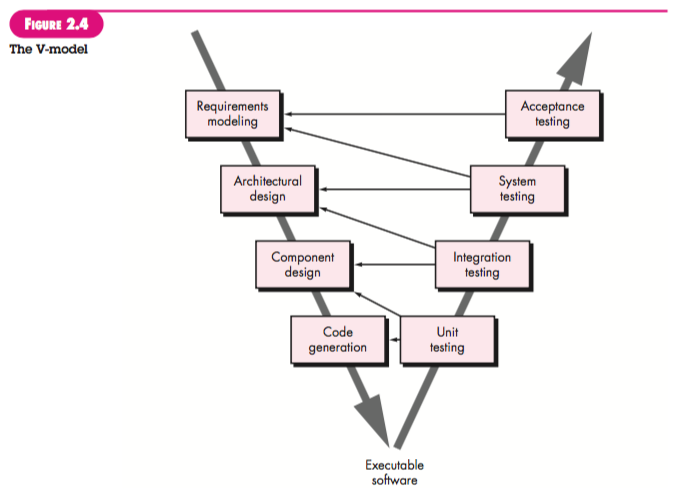 FIGURE 2.4
The V-model
Requirements
modeling
Acceptance
testing
Architectural
design
System
testing
Component
design
Integration
testing
Code
generation
Unit
testing
Executable
software